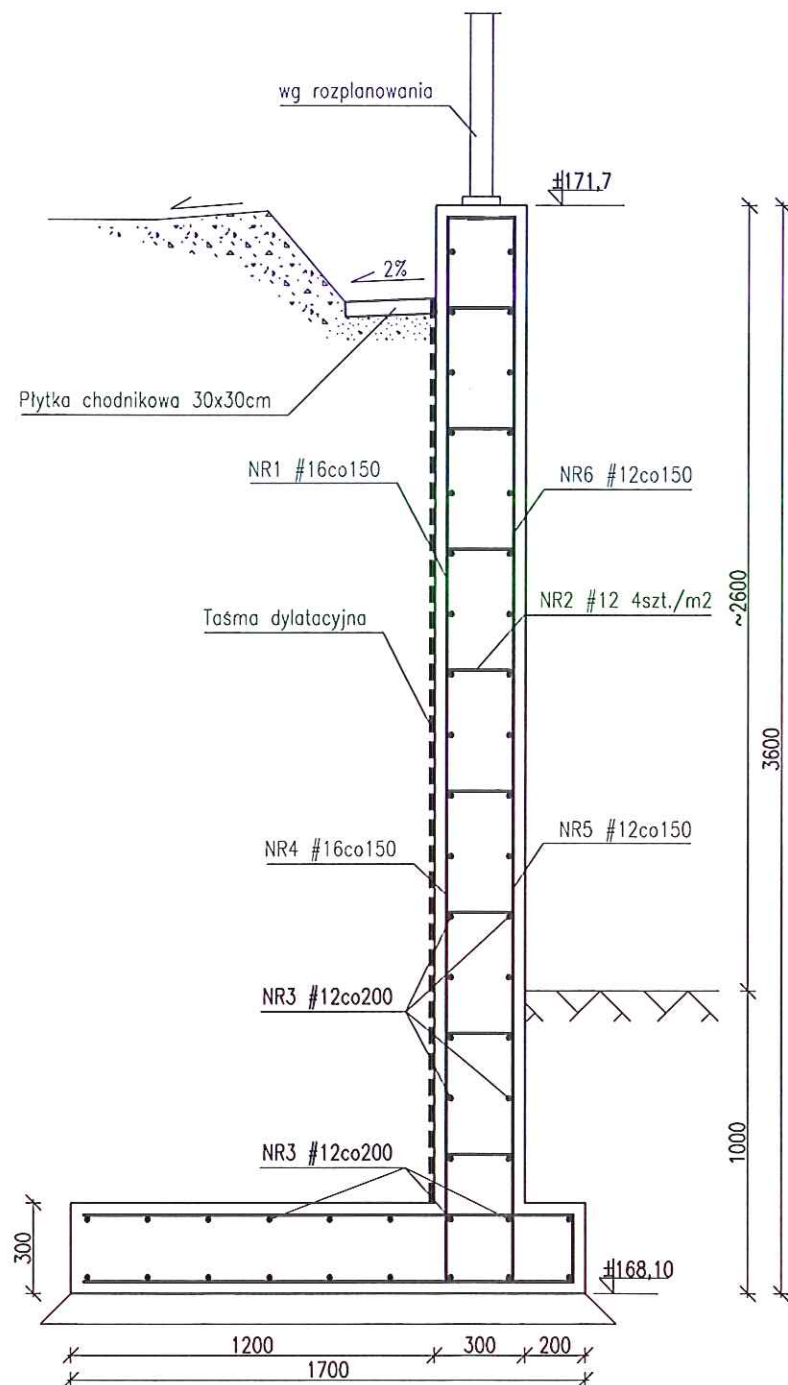 wg rozplanowania
±171,7
2%
Płytka chodnikowa 30x30cm
NR1 #16co150
NR6 #12co150
NR2 #12 4szt./m2
~2600
Taśma dylatacyjna
3600
NR4 #16co150
NR5 #12co150
NR3 #12co200
1000
NR3 #12co200
300
±168,10
1200
300
200
1700